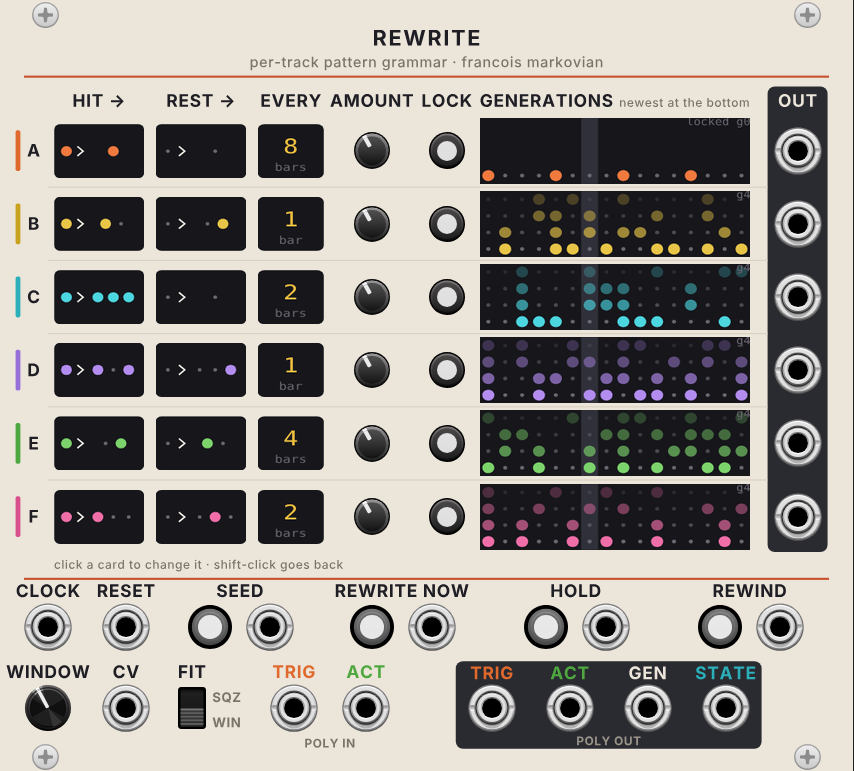 REWRITE
per-track pattern grammar · francois markovian
HIT → REST → EVERY AMOUNT LOCK GENERATIONS newest at the bottom OUT
A 8 bars locked g0
B 1 bar g4
C 2 bars g4
D 1 bar g4
E 4 bars g4
F 2 bars g4
click a card to change it · shift-click goes back
CLOCK RESET SEED REWRITE NOW HOLD REWIND
WINDOW CV FIT TRIG ACT TRIG ACT GEN STATE
SQZ
WIN
POLY IN POLY OUT